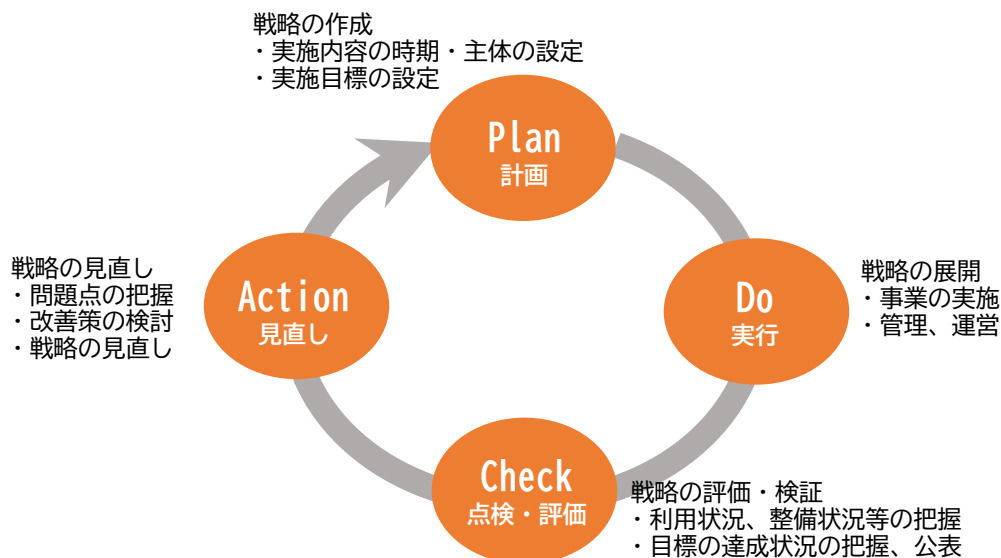 戦略の作成
・実施内容の時期・主体の設定
・実施目標の設定
Plan
計画
戦略の展開
・事業の実施
・管理、運営
Do
実行
戦略の見直し
・問題点の把握
・改善策の検討
・戦略の見直し
Action
見直し
Check
点検・評価
戦略の評価・検証
・利用状況、整備状況等の把握
・目標の達成状況の把握、公表